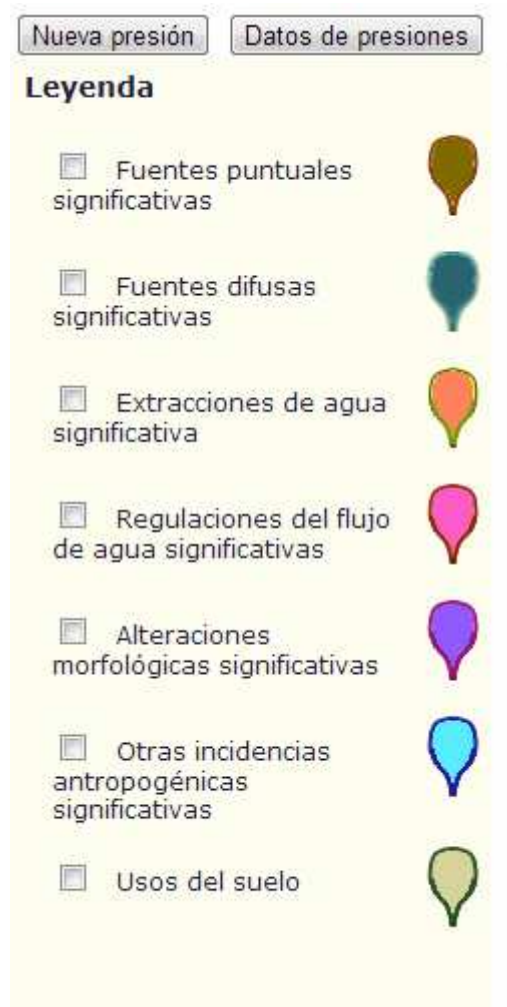 Nueva presión Datos de presiones
Leyenda
Fuentes puntuales
significativas
Fuentes difusas
significativas
Extracciones de agua
significativa
Regulaciones del flujo
de agua significativas
Alteraciones
morfológicas significativas
Otras incidencias
antropogénicas
significativas
Usos del suelo